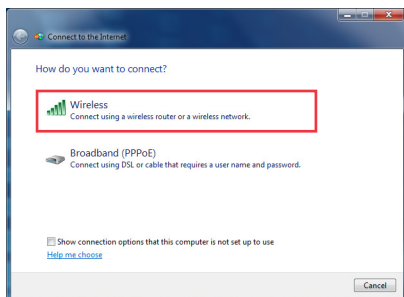 Connect to the Internet
How do you want to connect?
Wireless
Connect using a wireless router or a wireless network.
Broadband (PPPoE)
Connect using DSL or cable that requires a user name and password.
Show connection options that this computer is not set up to use
Help me choose
Cancel